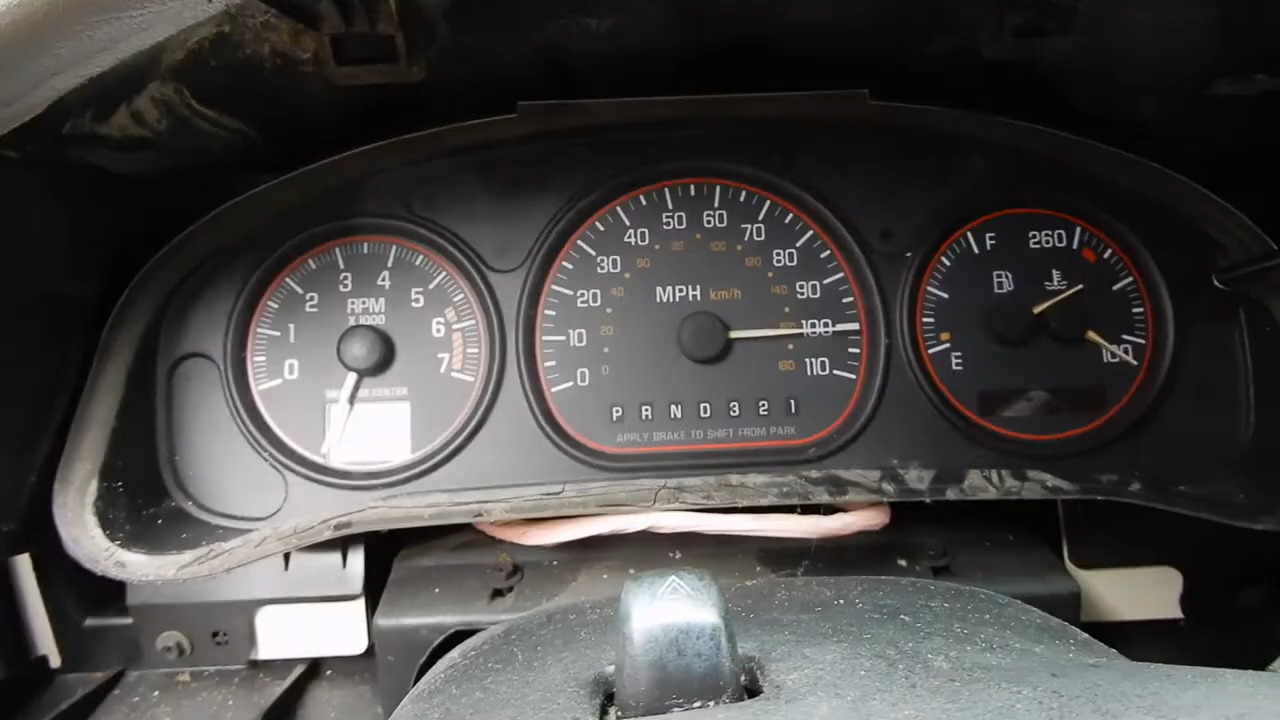 0 1 2 3 4 5 6 7
RPM
X 1000
0 10 20 30 40 50 60 70 80 90 100 110
0 20 40 60 80 100 120 140 160 180
MPH km/h
P R N D 3 2 1
APPLY BRAKE TO SHIFT FROM PARK
F 260
E 100